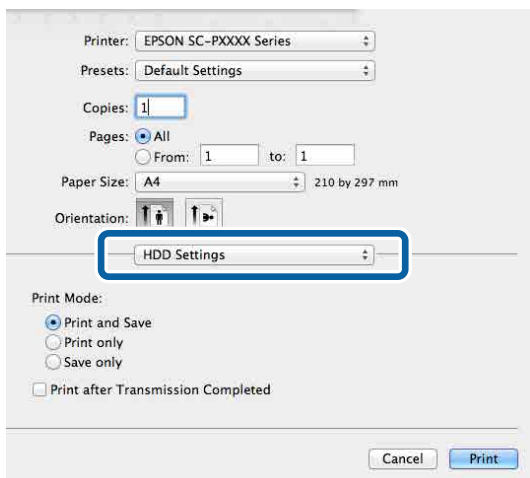 Printer: EPSON SC-PXXXX Series
Presets: Default Settings
Copies: 1
Pages: All
From: 1 to: 1
Paper Size: A4 210 by 297 mm
Orientation:
HDD Settings
Print Mode:
Print and Save
Print only
Save only
Print after Transmission Completed
Cancel Print